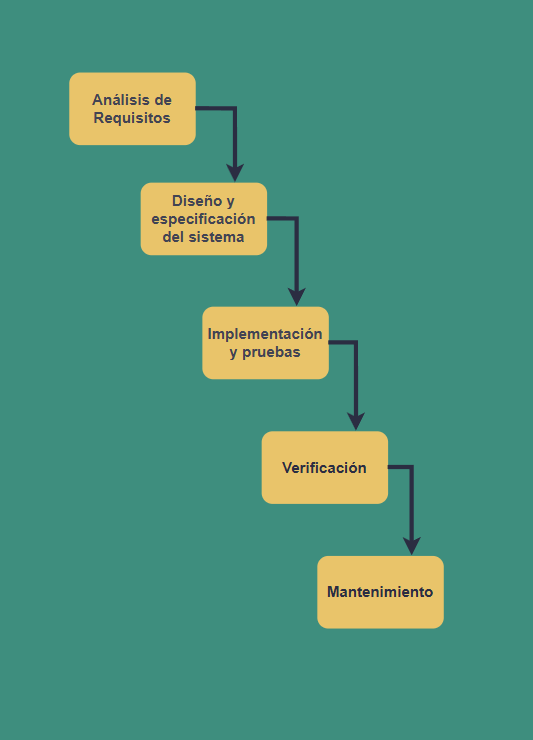 Análisis de
Requisitos
Diseño y
especificación
del sistema
Implementación
y pruebas
Verificación
Mantenimiento